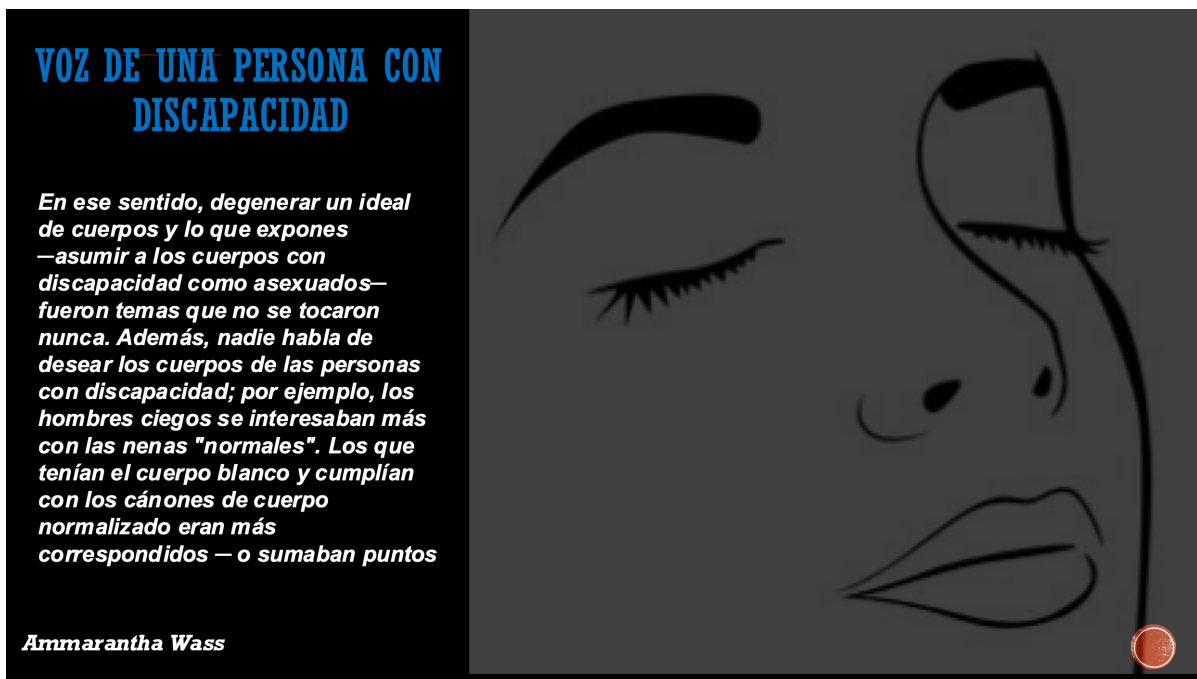 VOZ DE UNA PERSONA CON
DISCAPACIDAD
En ese sentido, degenerar un ideal
de cuerpos y lo que expones
—asumir a los cuerpos con
discapacidad como asexuados—
fueron temas que no se tocaron
nunca. Además, nadie habla de
desear los cuerpos de las personas
con discapacidad; por ejemplo, los
hombres ciegos se interesaban más
con las nenas "normales". Los que
tenían el cuerpo blanco y cumplían
con los cánones de cuerpo
normalizado eran más
correspondidos — o sumaban puntos
Ammarantha Wass